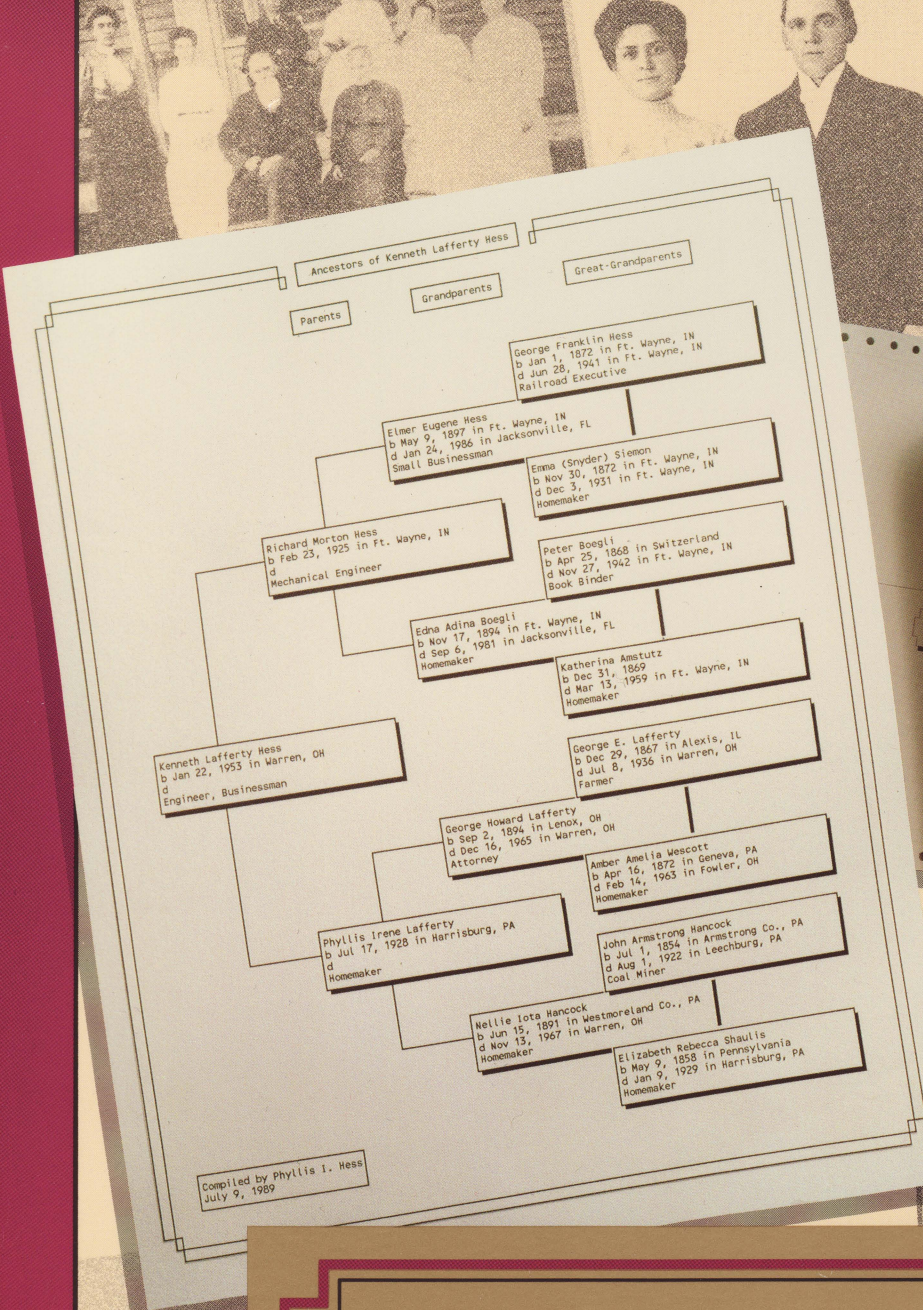 Ancestors of Kenneth Lafferty Hess
Parents
Grandparents
Great-Grandparents
George Franklin Hess
b Jan 1, 1872 in Ft. Wayne, IN
d Jun 28, 1941 in Ft. Wayne, IN
Railroad Executive
Elmer Eugene Hess
b May 9, 1897 in Ft. Wayne, IN
d Jan 24, 1986 in Jacksonville, FL
Small Businessman
Emma (Snyder) Siemon
b Nov 30, 1872 in Ft. Wayne, IN
d Dec 3, 1931 in Ft. Wayne, IN
Homemaker
Richard Morton Hess
b Feb 23, 1925 in Ft. Wayne, IN
d
Mechanical Engineer
Peter Boegli
b Apr 25, 1868 in Switzerland
d Nov 27, 1942 in Ft. Wayne, IN
Book Binder
Edna Adina Boegli
b Nov 17, 1894 in Ft. Wayne, IN
d Sep 6, 1981 in Jacksonville, FL
Homemaker
Katherina Amstutz
b Dec 31, 1869
d Mar 13, 1959 in Ft. Wayne, IN
Homemaker
Kenneth Lafferty Hess
b Jan 22, 1953 in Warren, OH
d
Engineer, Businessman
George E. Lafferty
b Dec 29, 1867 in Alexis, IL
d Jul 8, 1936 in Warren, OH
Farmer
George Howard Lafferty
b Sep 2, 1894 in Lenox, OH
d Dec 16, 1965 in Warren, OH
Attorney
Amber Amelia Wescott
b Apr 16, 1872 in Geneva, PA
d Feb 14, 1963 in Fowler, OH
Homemaker
Phyllis Irene Lafferty
b Jul 17, 1928 in Harrisburg, PA
d
Homemaker
John Armstrong Hancock
b Jul 1, 1854 in Armstrong Co., PA
d Aug 1, 1922 in Leechburg, PA
Coal Miner
Nellie Iota Hancock
b Jun 15, 1891 in Westmoreland Co., PA
d Nov 13, 1967 in Warren, OH
Homemaker
Elizabeth Rebecca Shaulis
b May 9, 1858 in Pennsylvania
d Jan 9, 1929 in Harrisburg, PA
Homemaker
Compiled by Phyllis I. Hess
July 9, 1989